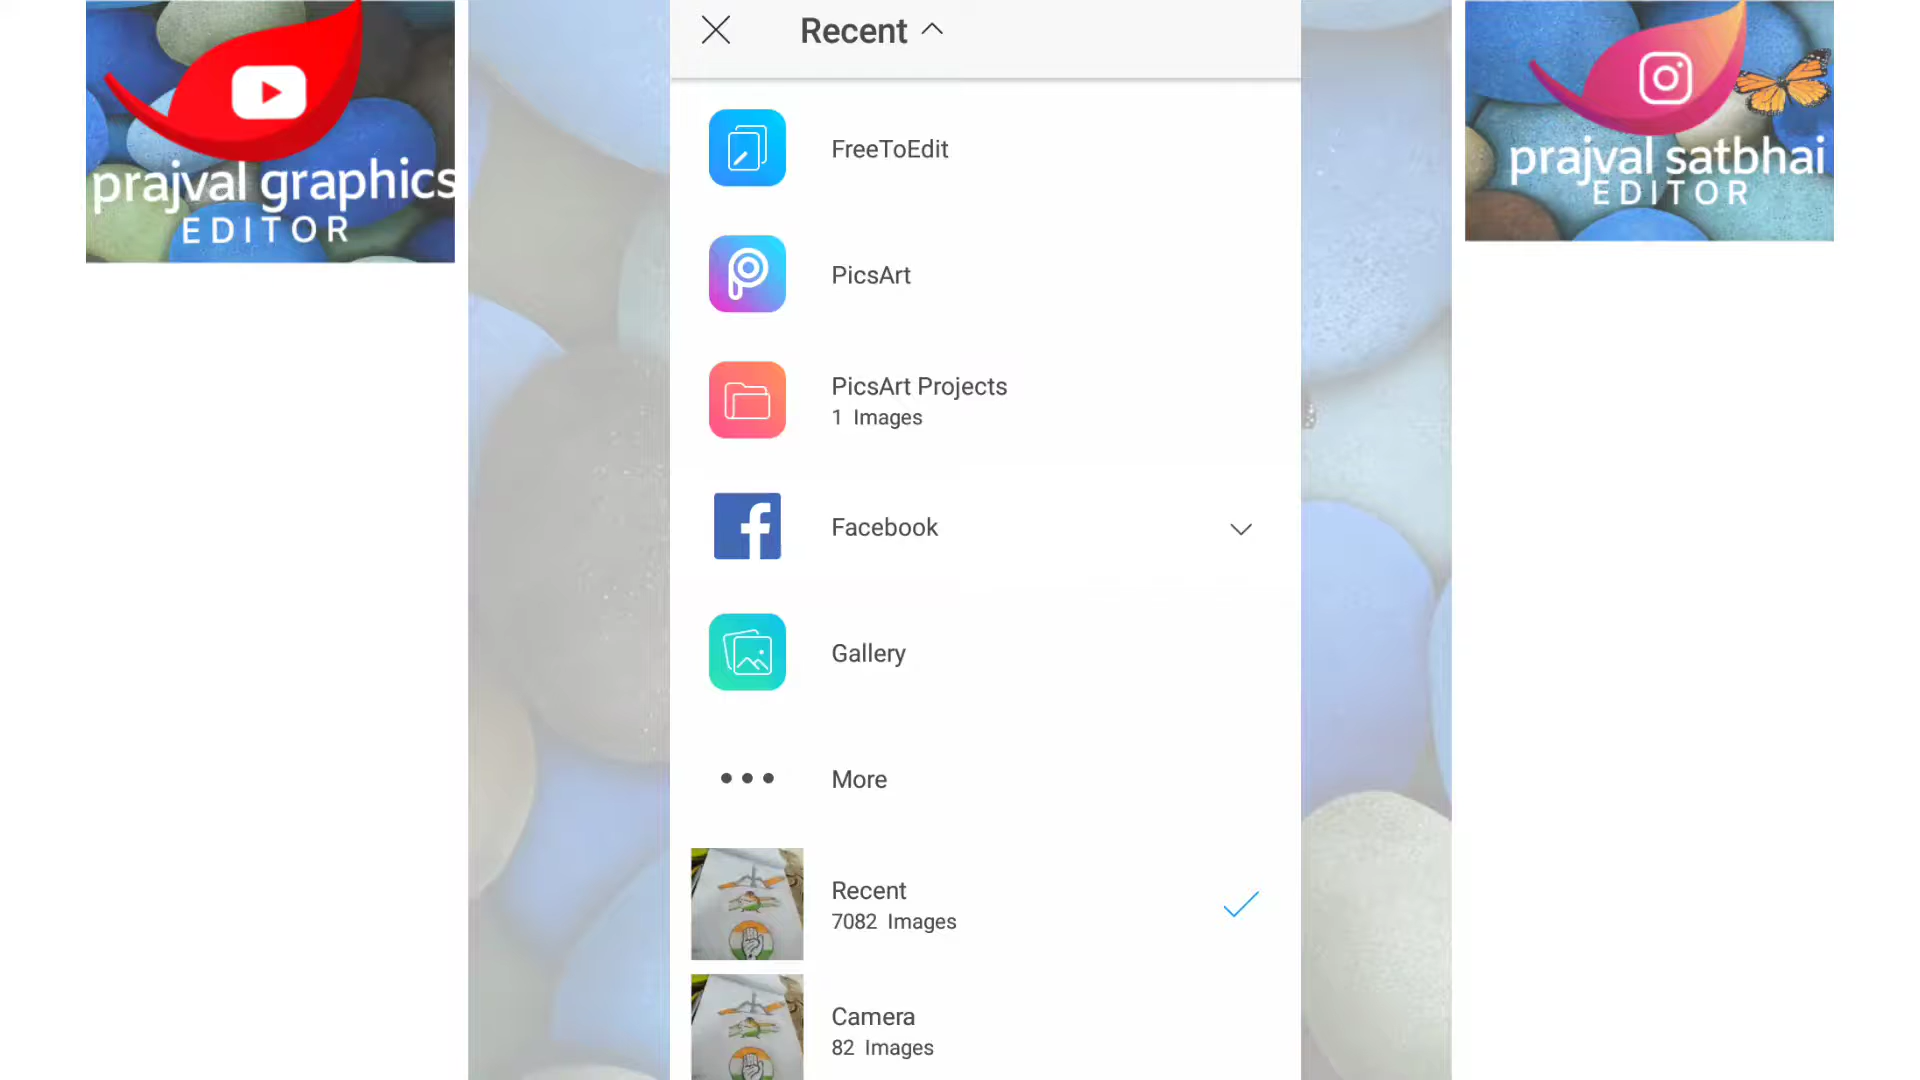 prajval graphics
EDITOR
Recent
FreeToEdit
PicsArt
PicsArt Projects
1 Images
Facebook
Gallery
More
Recent
7082 Images
Camera
82 Images
prajval satbhai
EDITOR